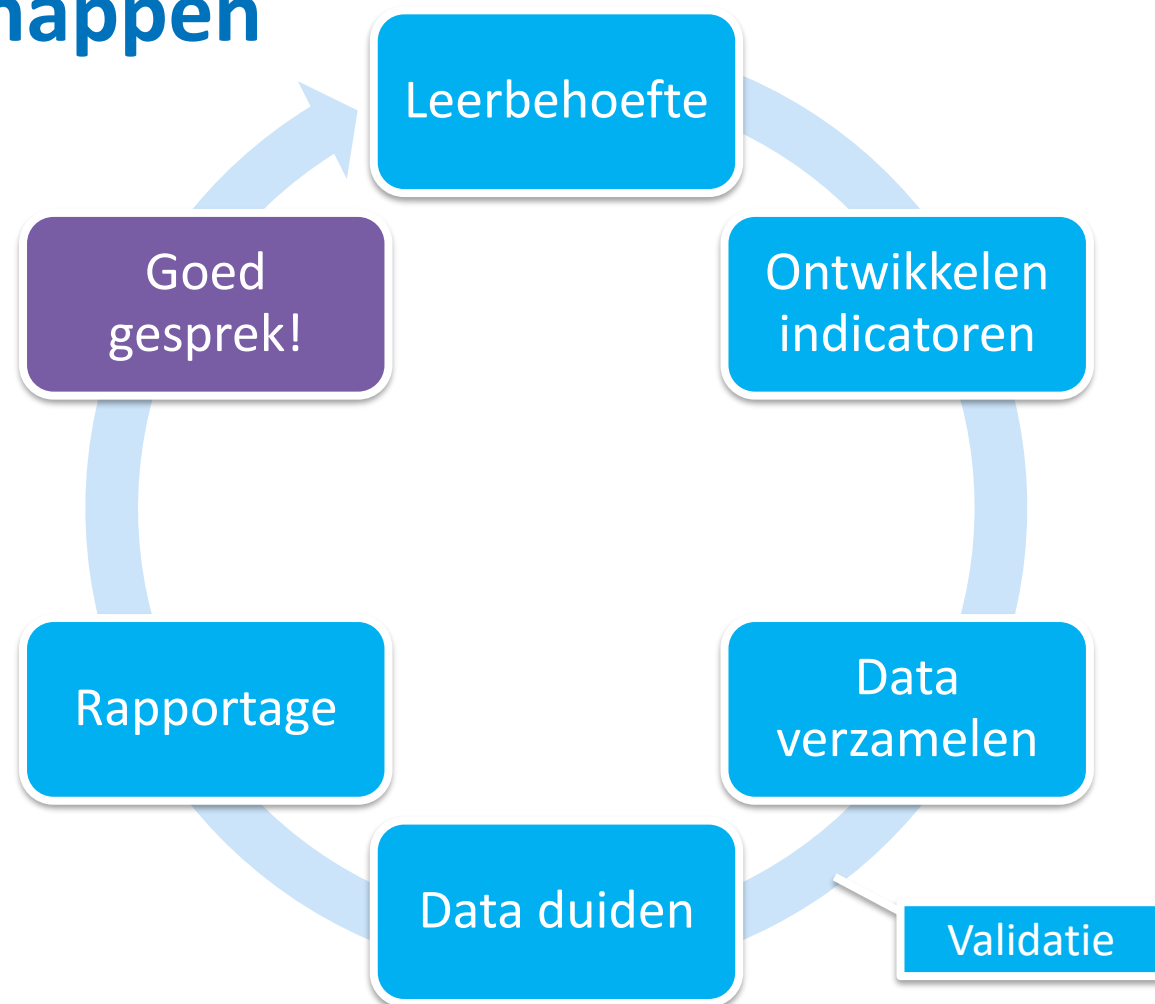 happen
Leerbehoefte
Ontwikkelen
indicatoren
Data
verzamelen
Validatie
Data duiden
Rapportage
Goed
gesprek!